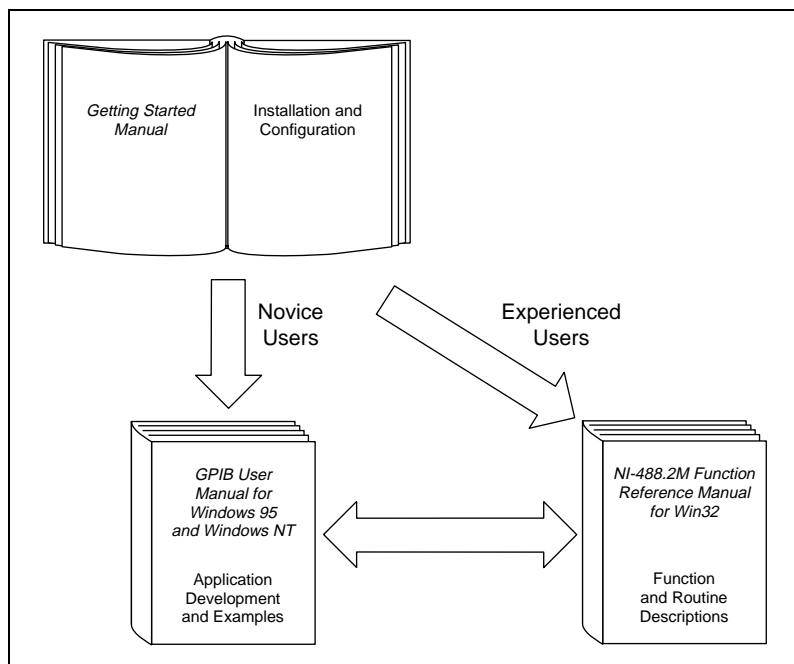 Getting Started
Manual
Installation and
Configuration
Novice
Users
Experienced
Users
GPIB User
Manual for
Windows 95
and Windows NT
Application
Development
and Examples
NI-488.2M Function
Reference Manual
for Win32
Function
and Routine
Descriptions